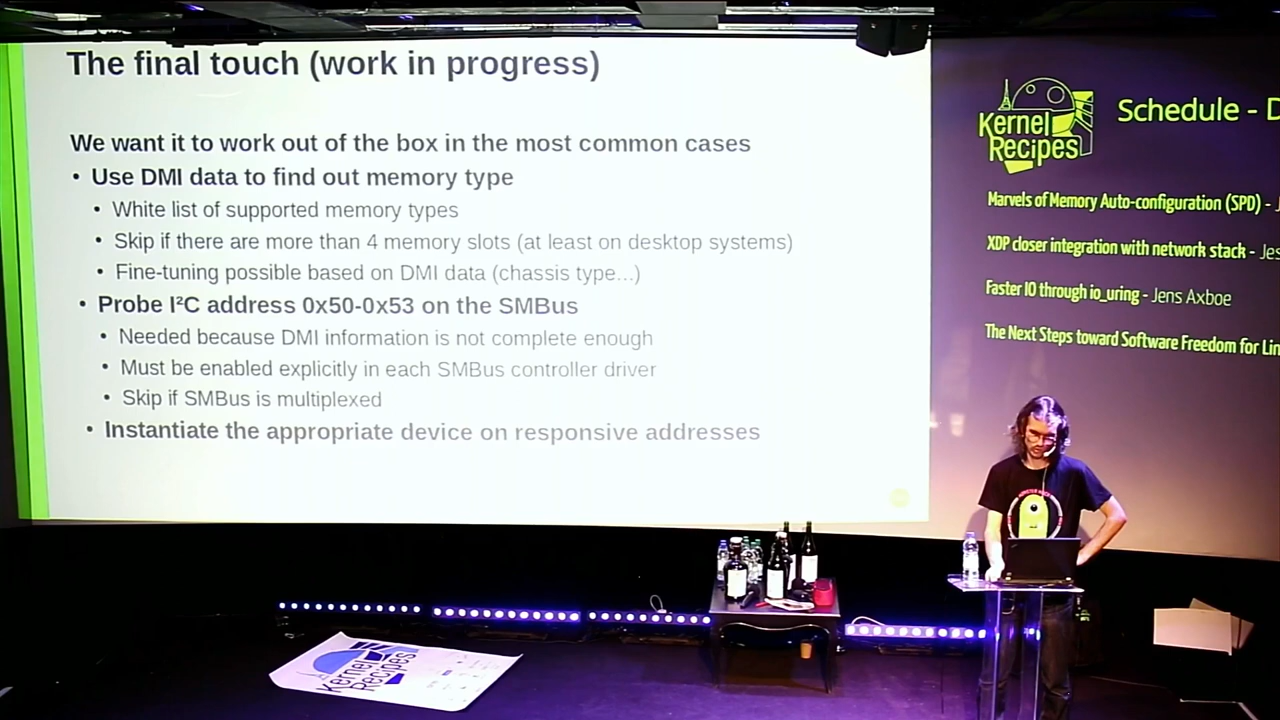 The final touch (work in progress)
We want it to work out of the box in the most common cases
• Use DMI data to find out memory type
• White list of supported memory types
• Skip if there are more than 4 memory slots (at least on desktop systems)
• Fine-tuning possible based on DMI data (chassis type...)
• Probe I²C address 0x50-0x53 on the SMBus
• Needed because DMI information is not complete enough
• Must be enabled explicitly in each SMBus controller driver
• Skip if SMBus is multiplexed
• Instantiate the appropriate device on responsive addresses
Kernel
Recipes
Schedule - D
Marvels of Memory Auto-configuration (SPD) - J
XDP closer integration with network stack - Jes
Faster IO through io_uring - Jens Axboe
The Next Steps toward Software Freedom for Lin
Kernel
Recipes